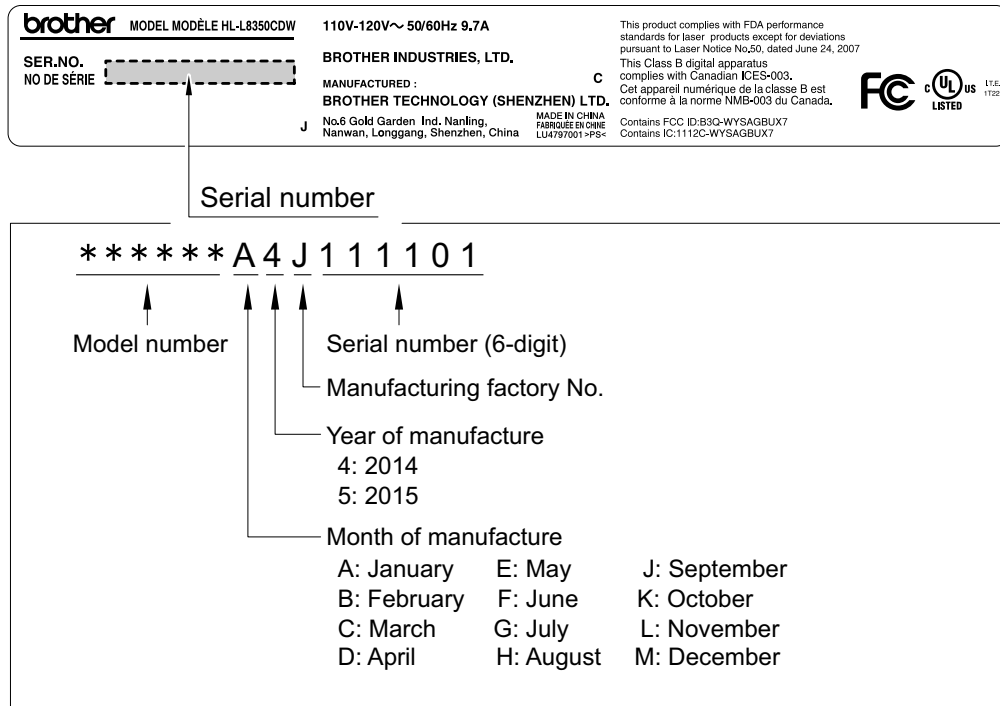 brother MODEL MODÈLE HL-L8350CDW
SER.NO.
NO DE SÉRIE
J
110V-120V~ 50/60Hz 9.7A
BROTHER INDUSTRIES, LTD.
MANUFACTURED : C
BROTHER TECHNOLOGY (SHENZHEN) LTD.
No.6 Gold Garden Ind. Nanling,
Nanwan, Longgang, Shenzhen, China
MADE IN CHINA
FABRIQUÉE EN CHINE
LU4797001 >PS<
This product complies with FDA performance
standards for laser products except for deviations
pursuant to Laser Notice No.50, dated June 24, 2007
This Class B digital apparatus
complies with Canadian ICES-003.
Cet appareil numérique de la classe B est
conforme à la norme NMB-003 du Canada.
Contains FCC ID:B3Q-WYSAGBUX7
Contains IC:1112C-WYSAGBUX7
FC
C UL US
LISTED
I.T.E.
1T22
Serial number
******A4J111101
Model number
Serial number (6-digit)
Manufacturing factory No.
Year of manufacture
4: 2014
5: 2015
Month of manufacture
A: January E: May J: September
B: February F: June K: October
C: March G: July L: November
D: April H: August M: December